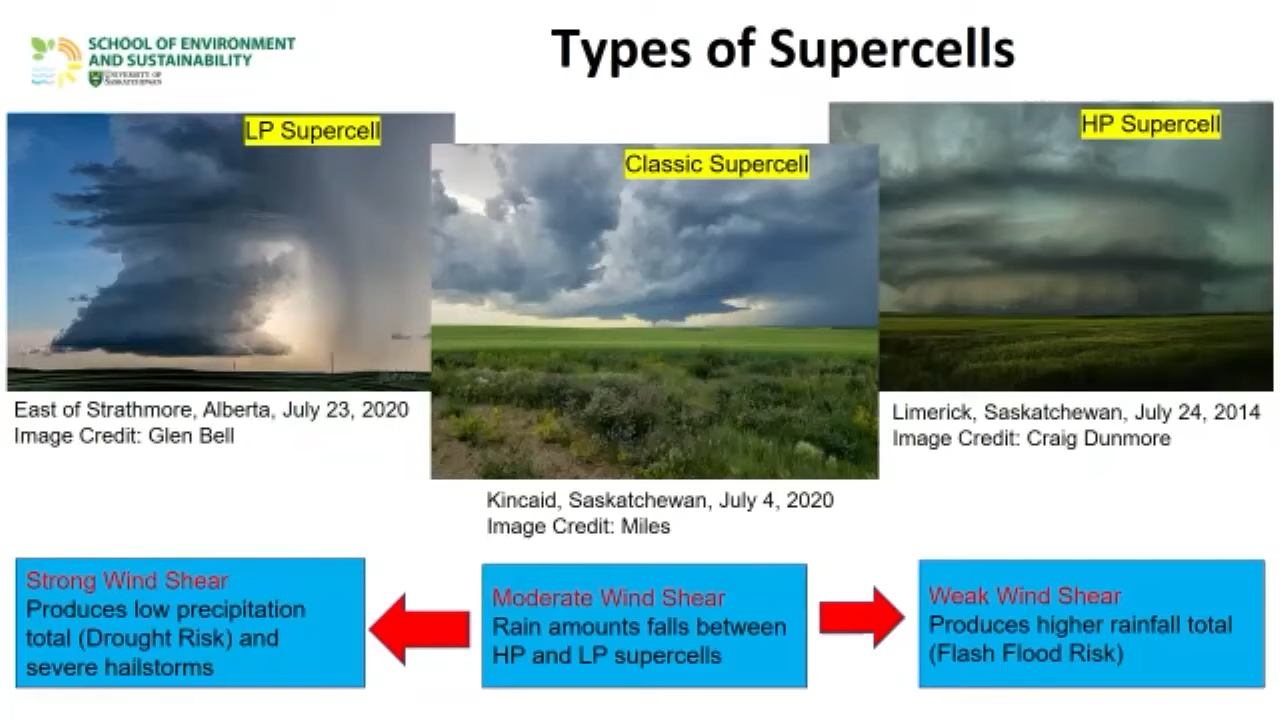 SCHOOL OF ENVIRONMENT
AND SUSTAINABILITY
UNIVERSITY OF
SASKATCHEWAN
Types of Supercells
LP Supercell
Classic Supercell
HP Supercell
East of Strathmore, Alberta, July 23, 2020
Image Credit: Glen Bell
Kincaid, Saskatchewan, July 4, 2020
Image Credit: Miles
Limerick, Saskatchewan, July 24, 2014
Image Credit: Craig Dunmore
Strong Wind Shear
Produces low precipitation
total (Drought Risk) and
severe hailstorms
Moderate Wind Shear
Rain amounts falls between
HP and LP supercells
Weak Wind Shear
Produces higher rainfall total
(Flash Flood Risk)